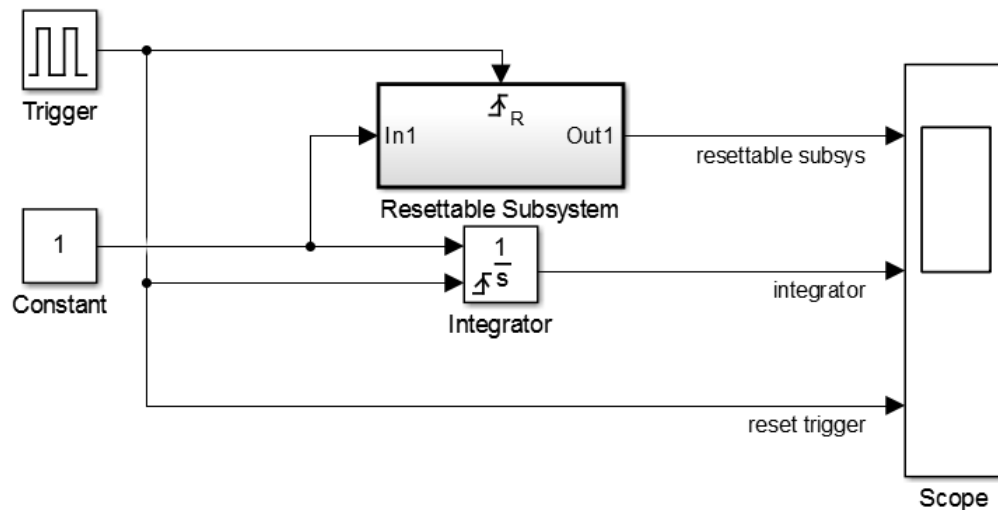 Trigger
R
In1
Out1
resettable subsys
Resettable Subsystem
1
Constant
1
s
Integrator
integrator
reset trigger
Scope